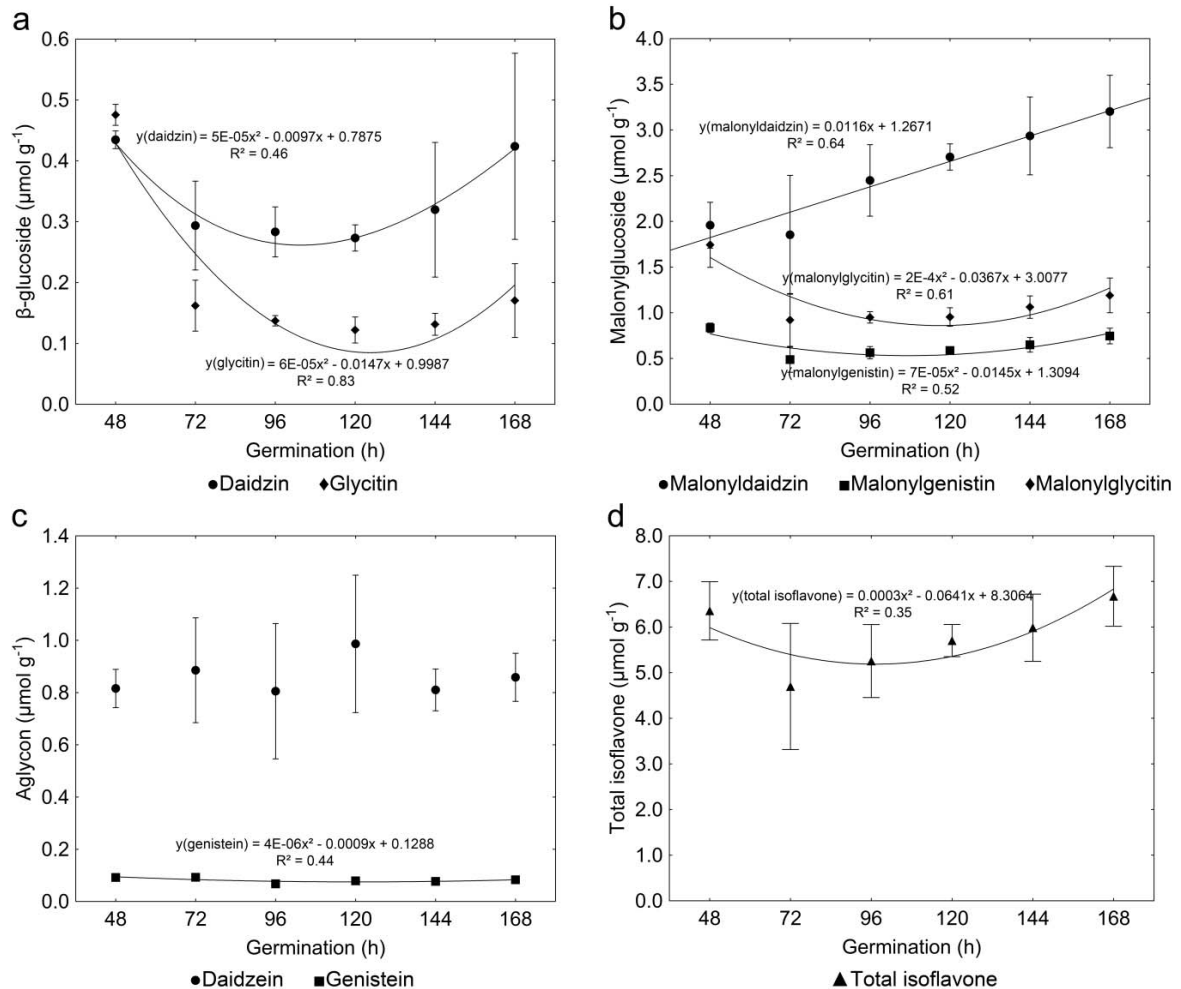 a
β-glucoside (µmol g⁻¹)
0.6
0.5
0.4
0.3
0.2
0.1
0.0
y(daidzin) = 5E-05x² - 0.0097x + 0.7875
R² = 0.46
y(glycitin) = 6E-05x² - 0.0147x + 0.9987
R² = 0.83
48 72 96 120 144 168
Germination (h)
●Daidzin ♦Glycitin
b
Malonylglucoside (µmol g⁻¹)
4.0
3.5
3.0
2.5
2.0
1.5
1.0
0.5
0.0
y(malonyldaidzin) = 0.0116x + 1.2671
R² = 0.64
y(malonylglycitin) = 2E-4x² - 0.0367x + 3.0077
R² = 0.61
y(malonylgenistin) = 7E-05x² - 0.0145x + 1.3094
R² = 0.52
48 72 96 120 144 168
Germination (h)
●Malonyldaidzin ■Malonylgenistin ♦Malonylglycitin
c
Aglycon (µmol g⁻¹)
1.4
1.2
1.0
0.8
0.6
0.4
0.2
0.0
y(genistein) = 4E-06x² - 0.0009x + 0.1288
R² = 0.44
48 72 96 120 144 168
Germination (h)
●Daidzein ■Genistein
d
Total isoflavone (µmol g⁻¹)
8.0
7.0
6.0
5.0
4.0
3.0
2.0
1.0
0.0
y(total isoflavone) = 0.0003x² - 0.0641x + 8.3064
R² = 0.35
48 72 96 120 144 168
Germination (h)
▲Total isoflavone